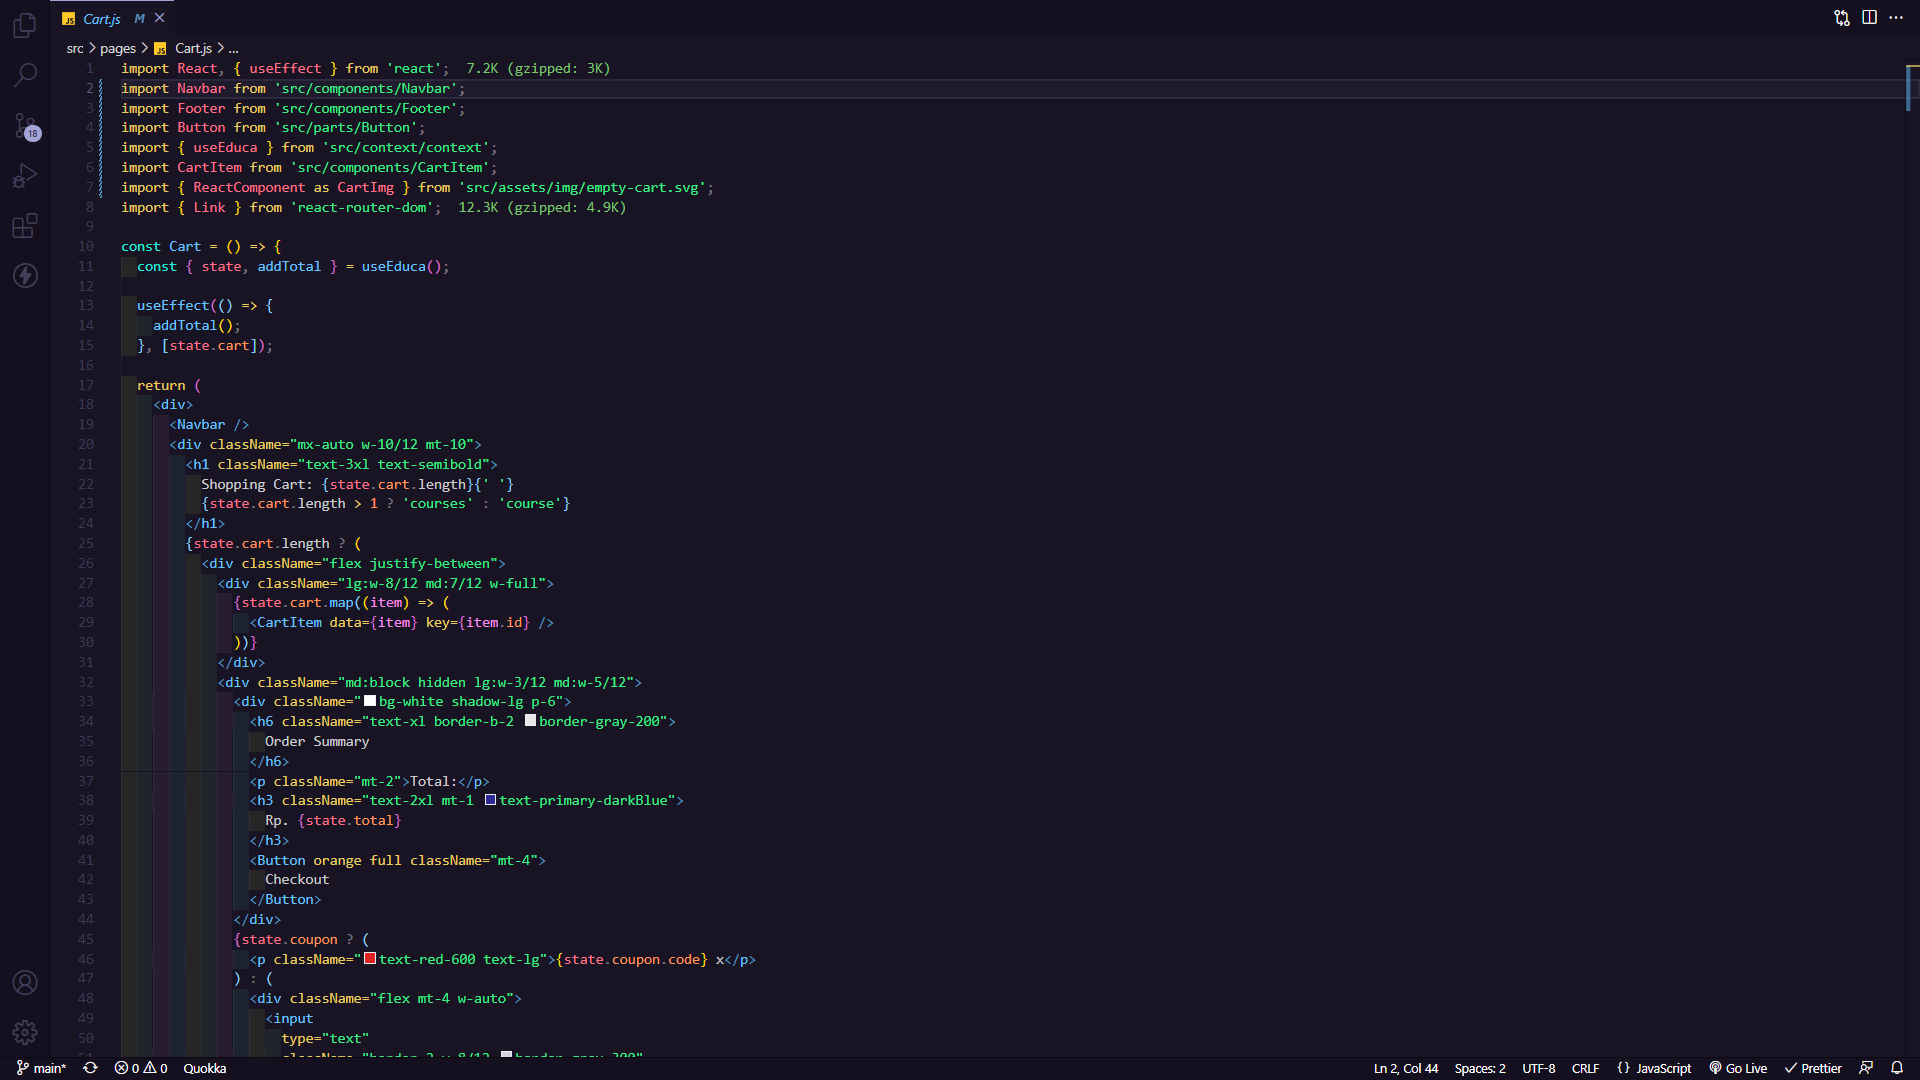 JS Cart.js M
src > pages > JS Cart.js > ...
1 import React, { useEffect } from 'react'; 7.2K (gzipped: 3K)
2 import Navbar from 'src/components/Navbar';
3 import Footer from 'src/components/Footer';
4 import Button from 'src/parts/Button';
5 import { useEduca } from 'src/context/context';
6 import CartItem from 'src/components/CartItem';
7 import { ReactComponent as CartImg } from 'src/assets/img/empty-cart.svg';
8 import { Link } from 'react-router-dom'; 12.3K (gzipped: 4.9K)
9
10 const Cart = () => {
11 const { state, addTotal } = useEduca();
12
13 useEffect(() => {
14 addTotal();
15 }, [state.cart]);
16
17 return (
18 <div>
19 <Navbar />
20 <div className="mx-auto w-10/12 mt-10">
21 <h1 className="text-3xl text-semibold">
22 Shopping Cart: {state.cart.length}{' '}
23 {state.cart.length > 1 ? 'courses' : 'course'}
24 </h1>
25 {state.cart.length ? (
26 <div className="flex justify-between">
27 <div className="lg:w-8/12 md:7/12 w-full">
28 {state.cart.map((item) => (
29 <CartItem data={item} key={item.id} />
30 ))}
31 </div>
32 <div className="md:block hidden lg:w-3/12 md:w-5/12">
33 <div className="bg-white shadow-lg p-6">
34 <h6 className="text-xl border-b-2 border-gray-200">
35 Order Summary
36 </h6>
37 <p className="mt-2">Total:</p>
38 <h3 className="text-2xl mt-1 text-primary-darkBlue">
39 Rp. {state.total}
40 </h3>
41 <Button orange full className="mt-4">
42 Checkout
43 </Button>
44 </div>
45 {state.coupon ? (
46 <p className="text-red-600 text-lg">{state.coupon.code} x</p>
47 ) : (
48 <div className="flex mt-4 w-auto">
49 <input
50 type="text"
51 className="border-2 w-8/12 border-gray-300"
18
main* 0 0 Quokka Ln 2, Col 44 Spaces: 2 UTF-8 CRLF {} JavaScript Go Live Prettier